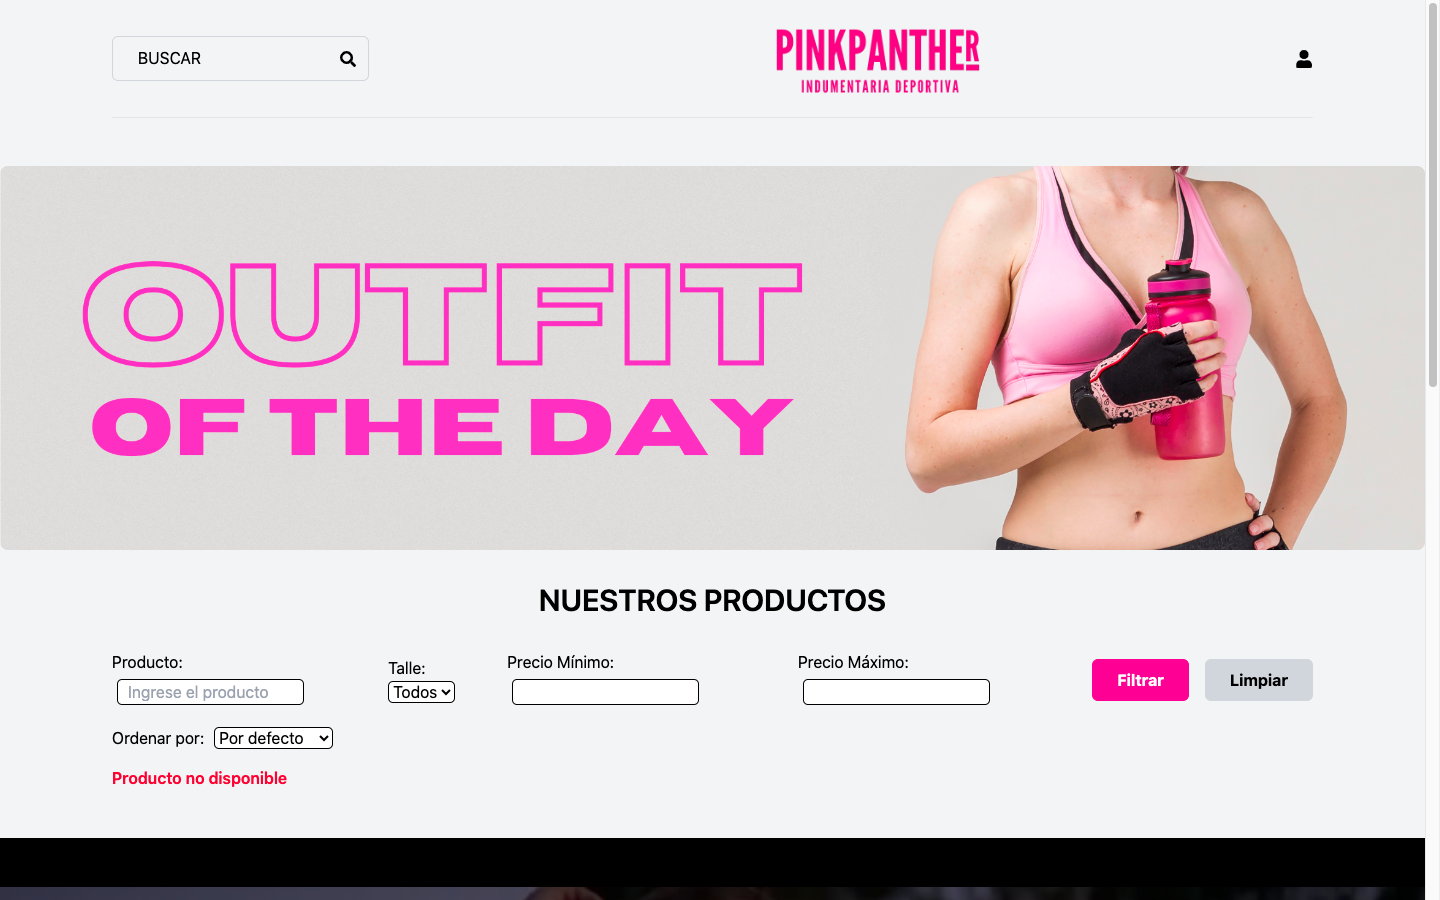 BUSCAR
PINKPANTHER
INDUMENTARIA DEPORTIVA
OUTFIT
OF THE DAY
NUESTROS PRODUCTOS
Producto:
Ingrese el producto
Talle:
Todos
Precio Mínimo:
Precio Máximo:
Filtrar
Limpiar
Ordenar por: Por defecto
Producto no disponible